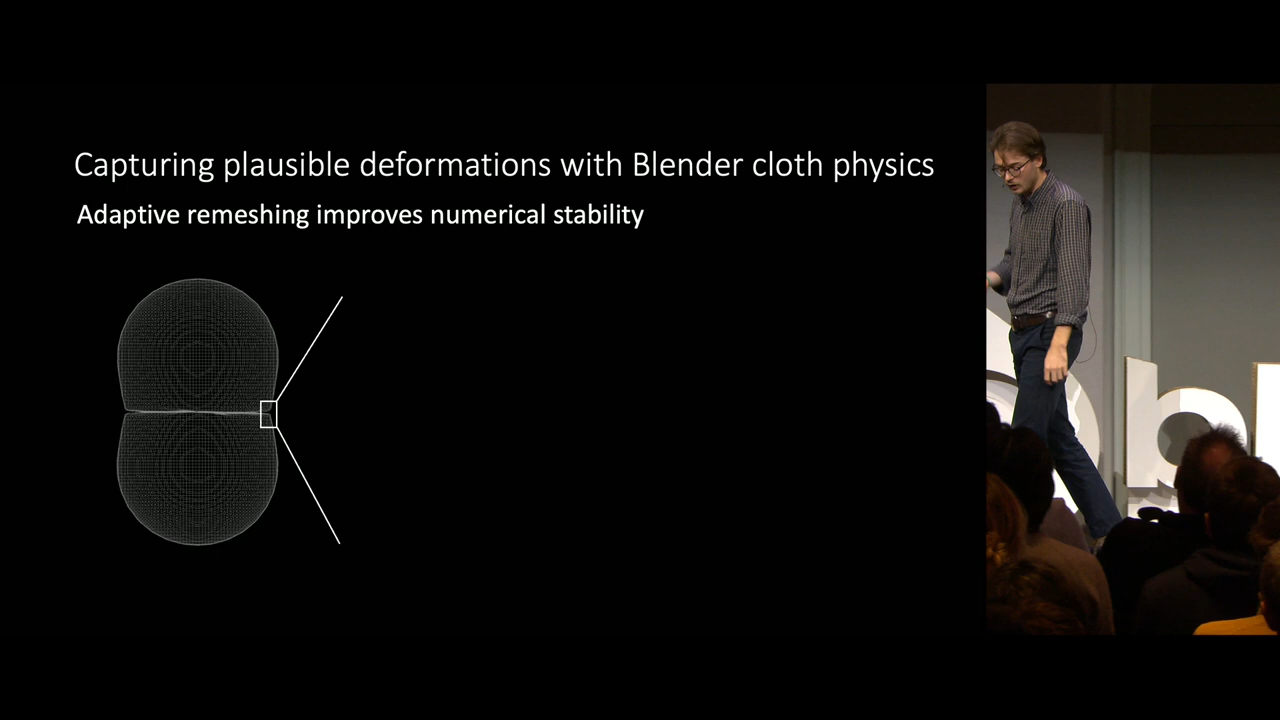 Capturing plausible deformations with Blender cloth physics
Adaptive remeshing improves numerical stability